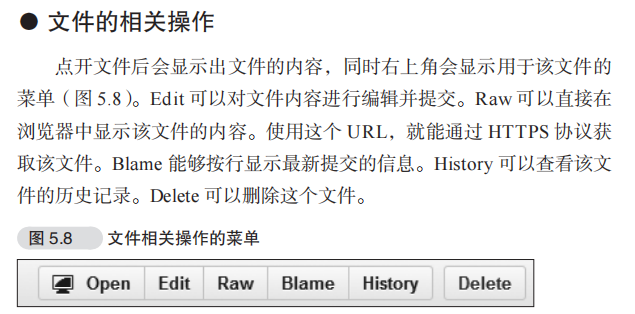 ● 文件的相关操作
点开文件后会显示出文件的内容，同时右上角会显示用于该文件的
菜单（图 5.8）。Edit 可以对文件内容进行编辑并提交。Raw 可以直接在
浏览器中显示该文件的内容。使用这个 URL，就能通过 HTTPS 协议获
取该文件。Blame 能够按行显示最新提交的信息。History 可以查看该文
件的历史记录。Delete 可以删除这个文件。
图 5.8 文件相关操作的菜单
Open Edit Raw Blame History Delete